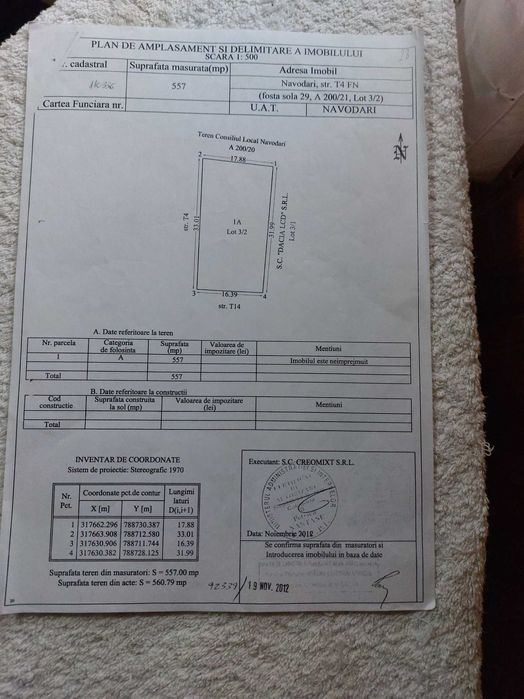 PLAN DE AMPLASAMENT SI DELIMITARE A IMOBILULUI
SCARA 1: 500
. cadastral Suprafata masurata(mp) Adresa Imobil
557 Navodari, str. T4 FN
(fosta sola 29, A 200/21, Lot 3/2)
Cartea Funciara nr. U.A.T. NAVODARI
Teren Consiliul Local Navodari
A 200/20
N
2 17.88 1
str. T4
33.01
1A
Lot 3/2
31.99
S.C. "DACIA LCD" S.R.L.
Lot 3/1
3 16.39 4
str. T14
A. Date referitoare la teren
Nr. parcela Categoria de folosinta Suprafata (mp) Valoarea de impozitare (lei) Mentiuni
1 A 557 Imobilul este neimprejmuit
Total 557
B. Date referitoare la constructii
Cod constructie Suprafata construita la sol (mp) Valoarea de impozitare (lei) Mentiuni
Total
INVENTAR DE COORDONATE
Sistem de proiectie: Stereografic 1970
Nr. Pct. Coordonate pct.de contur Lungimi laturi D(i,i+1)
X [m] Y [m]
1 317662.296 788730.387 17.88
2 317663.908 788712.580 33.01
3 317630.906 788711.744 16.39
4 317630.382 788728.125 31.99
Suprafata teren din masuratori: S = 557.00 mp
Suprafata teren din acte: S = 560.79 mp
Executant: S.C. CREOMIXT S.R.L.
Data: Noiembrie 2012
Se confirma suprafata din masuratori si
Introducerea imobilului in baza de date
19 NOV. 2012